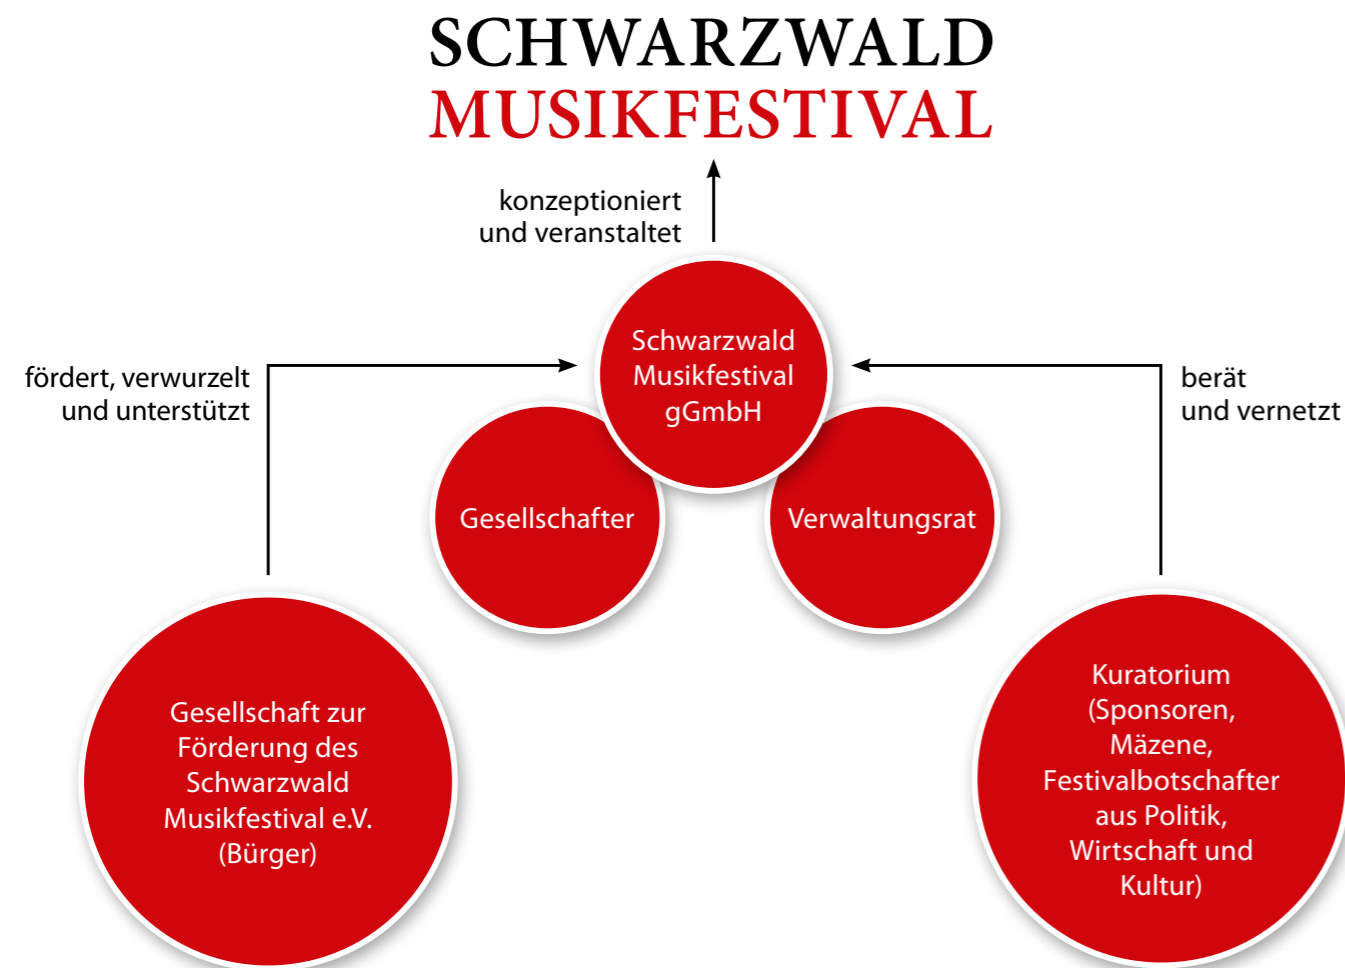 SCHWARZWALD
MUSIKFESTIVAL
konzeptioniert
und veranstaltet
Schwarzwald
Musikfestival
gGmbH
fördert, verwurzelt
und unterstützt
berät
und vernetzt
Gesellschafter
Verwaltungsrat
Gesellschaft zur
Förderung des
Schwarzwald
Musikfestival e.V.
(Bürger)
Kuratorium
(Sponsoren,
Mäzene,
Festivalbotschafter
aus Politik,
Wirtschaft und
Kultur)